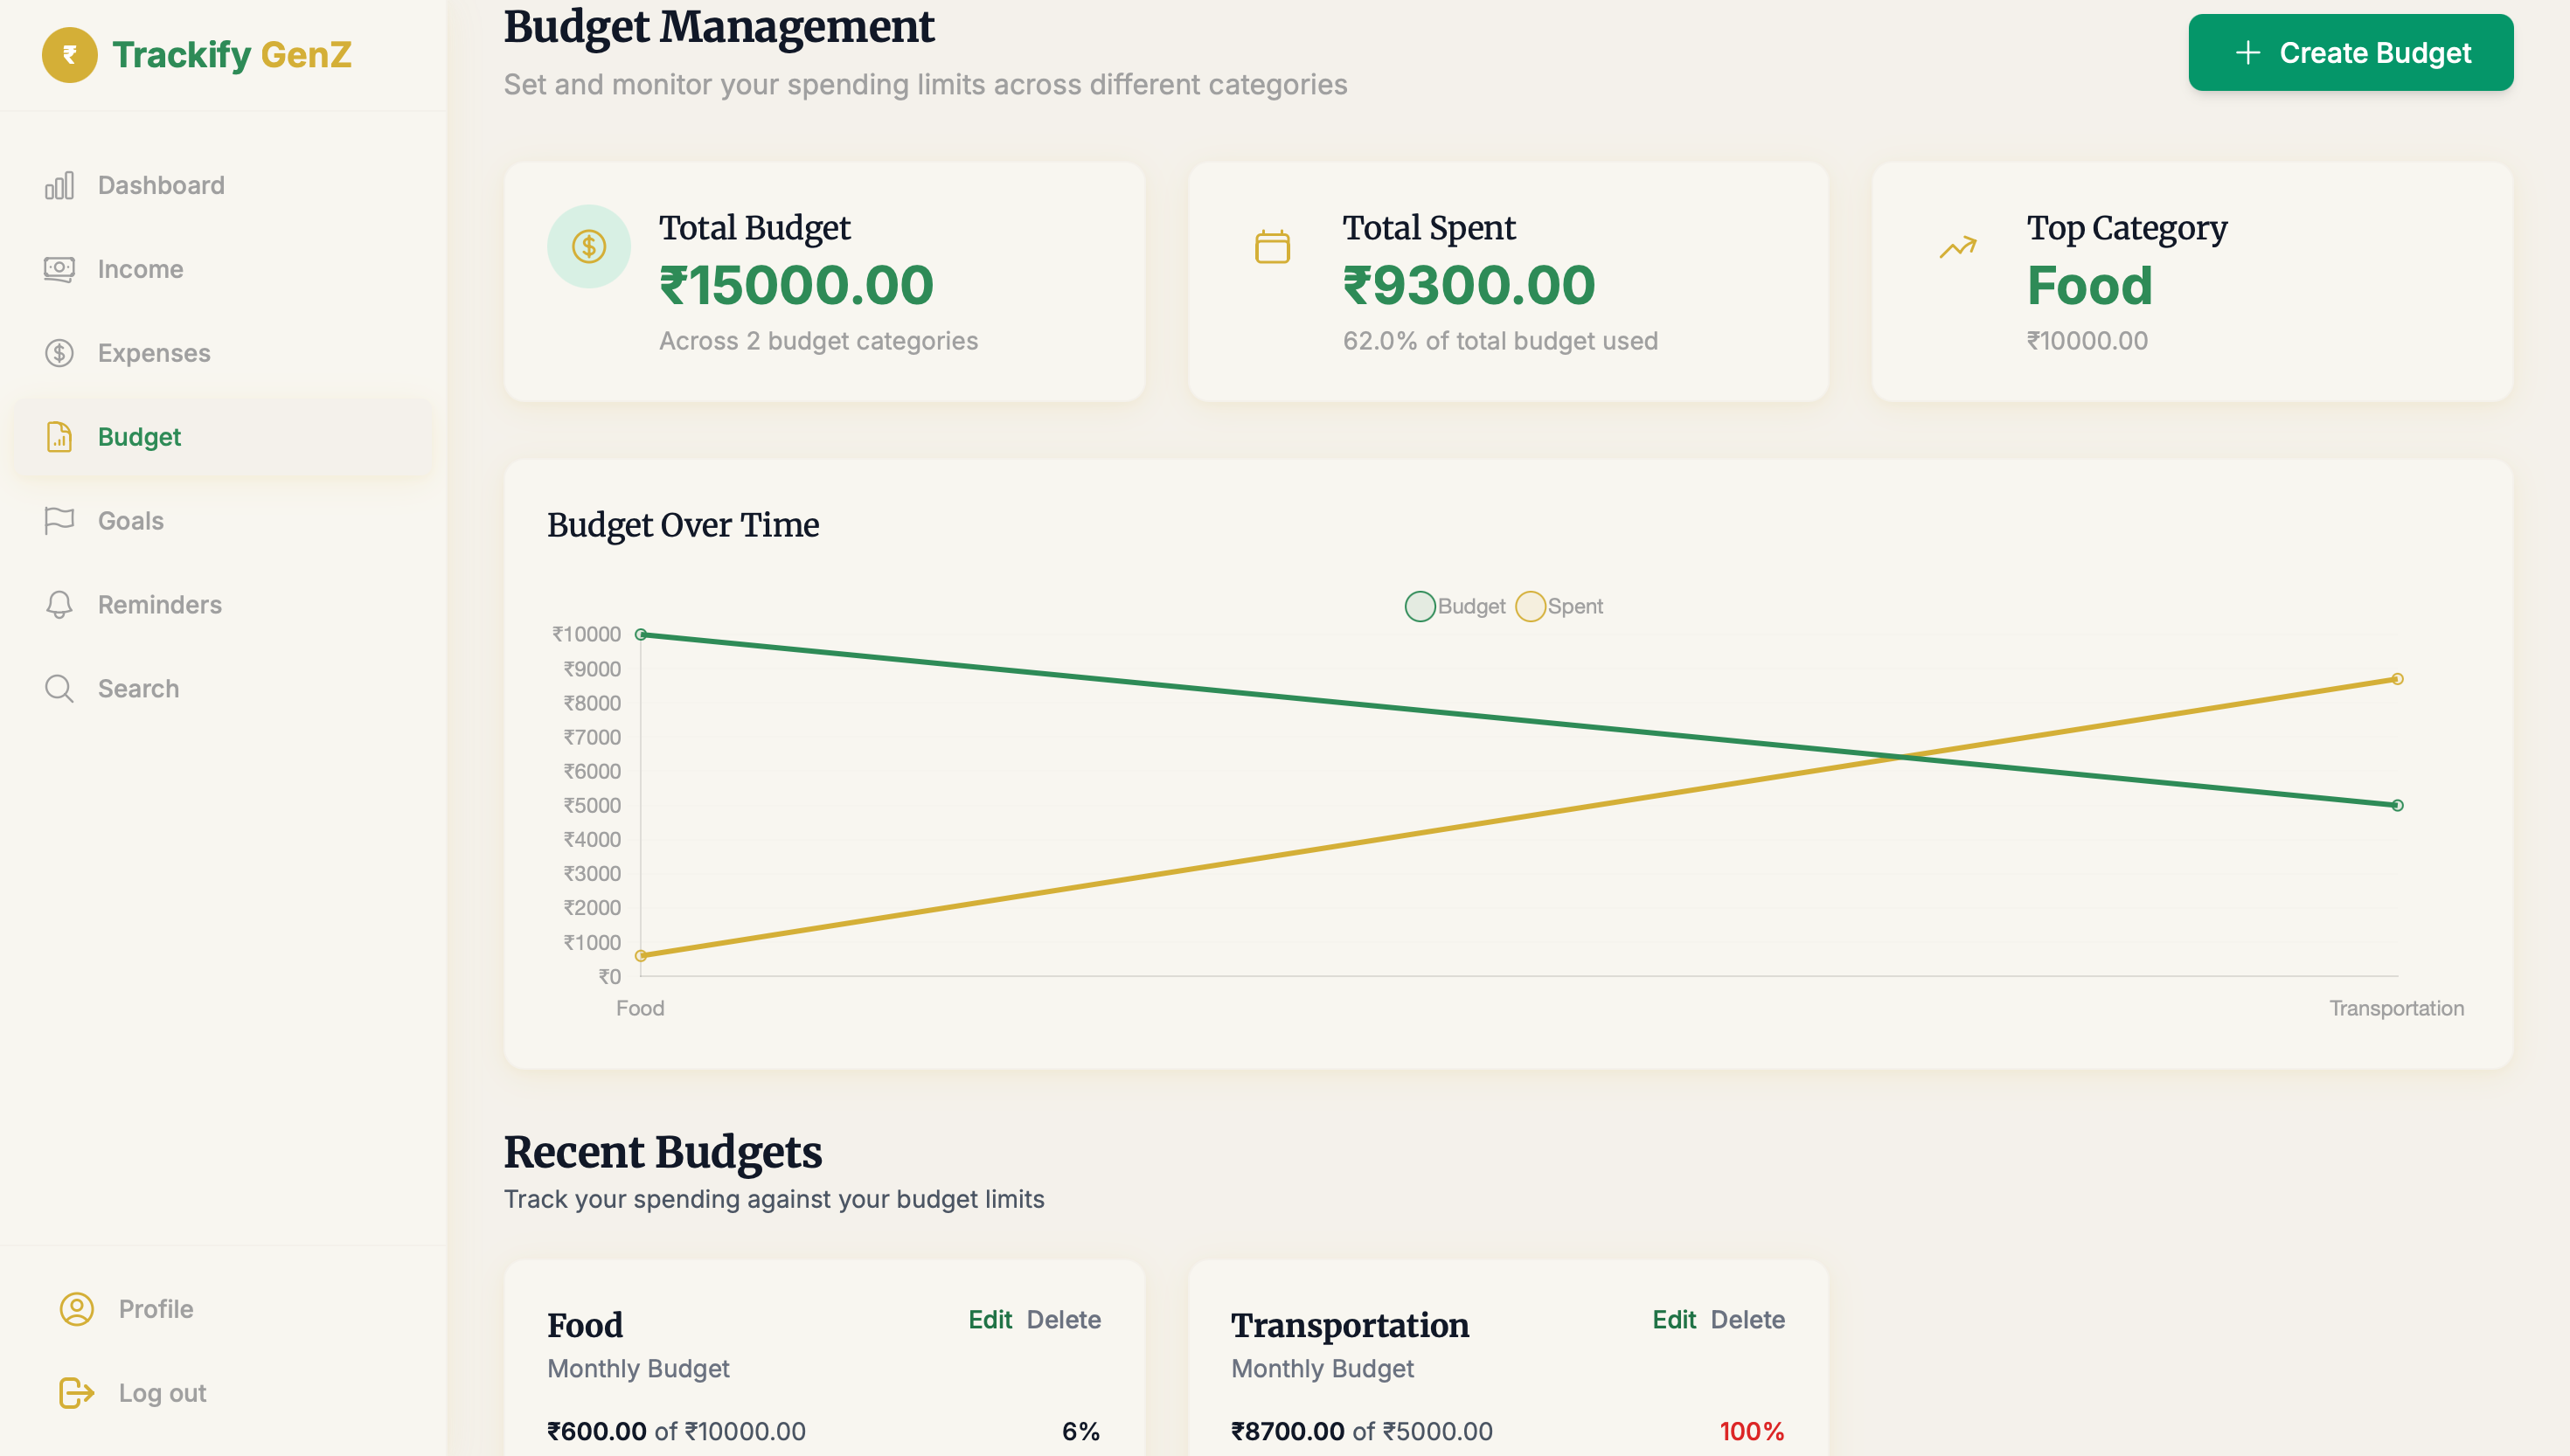 ₹ Trackify GenZ
Dashboard
Income
Expenses
Budget
Goals
Reminders
Search
Profile
Log out
Budget Management
Set and monitor your spending limits across different categories
+ Create Budget
Total Budget
₹15000.00
Across 2 budget categories
Total Spent
₹9300.00
62.0% of total budget used
Top Category
Food
₹10000.00
Budget Over Time
Budget Spent
₹10000
₹9000
₹8000
₹7000
₹6000
₹5000
₹4000
₹3000
₹2000
₹1000
₹0
Food Transportation
Recent Budgets
Track your spending against your budget limits
Food Edit Delete
Monthly Budget
₹600.00 of ₹10000.00 6%
Transportation Edit Delete
Monthly Budget
₹8700.00 of ₹5000.00 100%